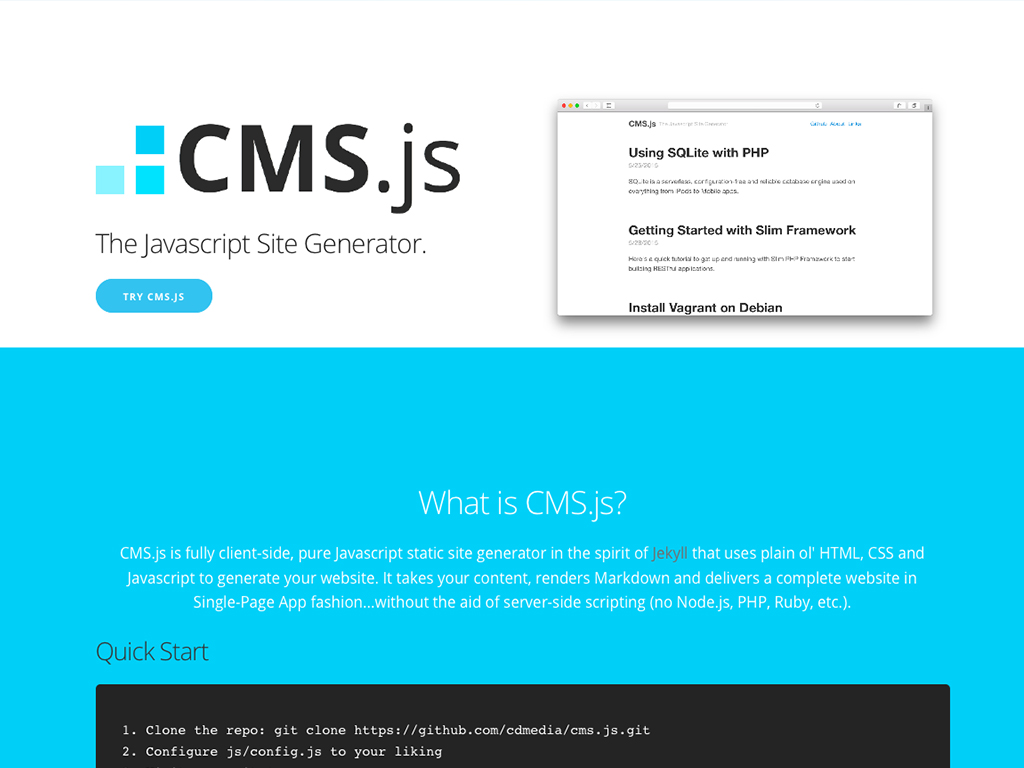 CMS.js
The Javascript Site Generator.
TRY CMS.JS
CMS.js The Javascript Site Generator
Github About Links
Using SQLite with PHP
SQLite is a serverless, configuration-free and reliable database engine used on
everything from iPads to Mobile apps.
Getting Started with Slim Framework
Here's a quick tutorial to get up and running with Slim PHP Framework to start
building RESTful applications.
Install Vagrant on Debian
What is CMS.js?
CMS.js is fully client-side, pure Javascript static site generator in the spirit of Jekyll that uses plain ol' HTML, CSS and
Javascript to generate your website. It takes your content, renders Markdown and delivers a complete website in
Single-Page App fashion...without the aid of server-side scripting (no Node.js, PHP, Ruby, etc.).
Quick Start
1. Clone the repo: git clone https://github.com/cdmedia/cms.js.git
2. Configure js/config.js to your liking